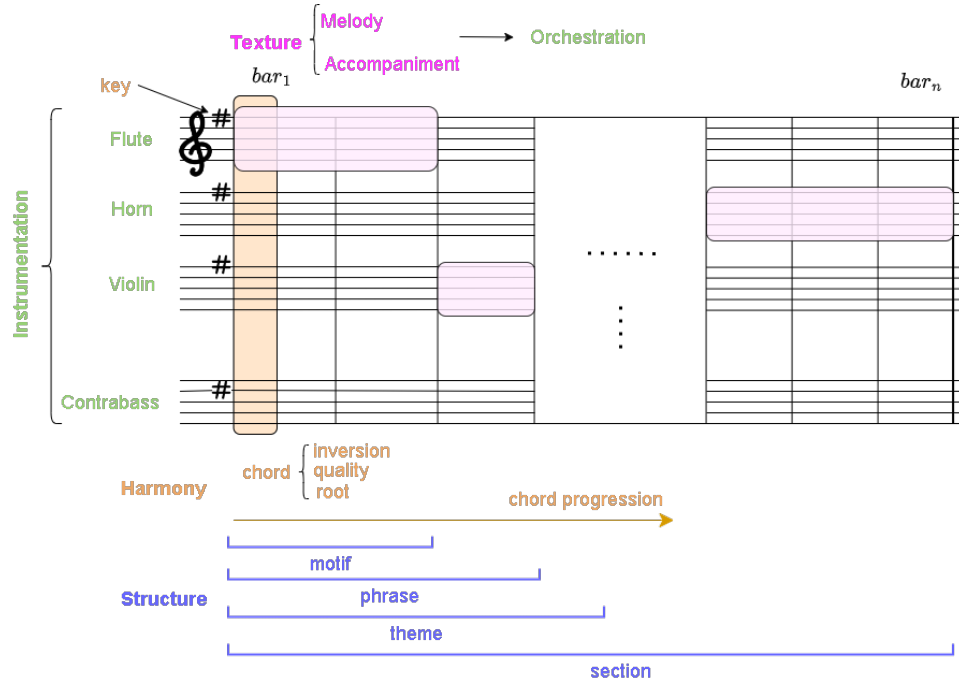 Melody
Texture
Orchestration
Accompaniment
bar₁
barₙ
key
#
Flute
Horn
#
Instrumentation
Violin
#
......
Contrabass
#
inversion
chord
quality
root
Harmony
chord progression
motif
phrase
Structure
theme
section